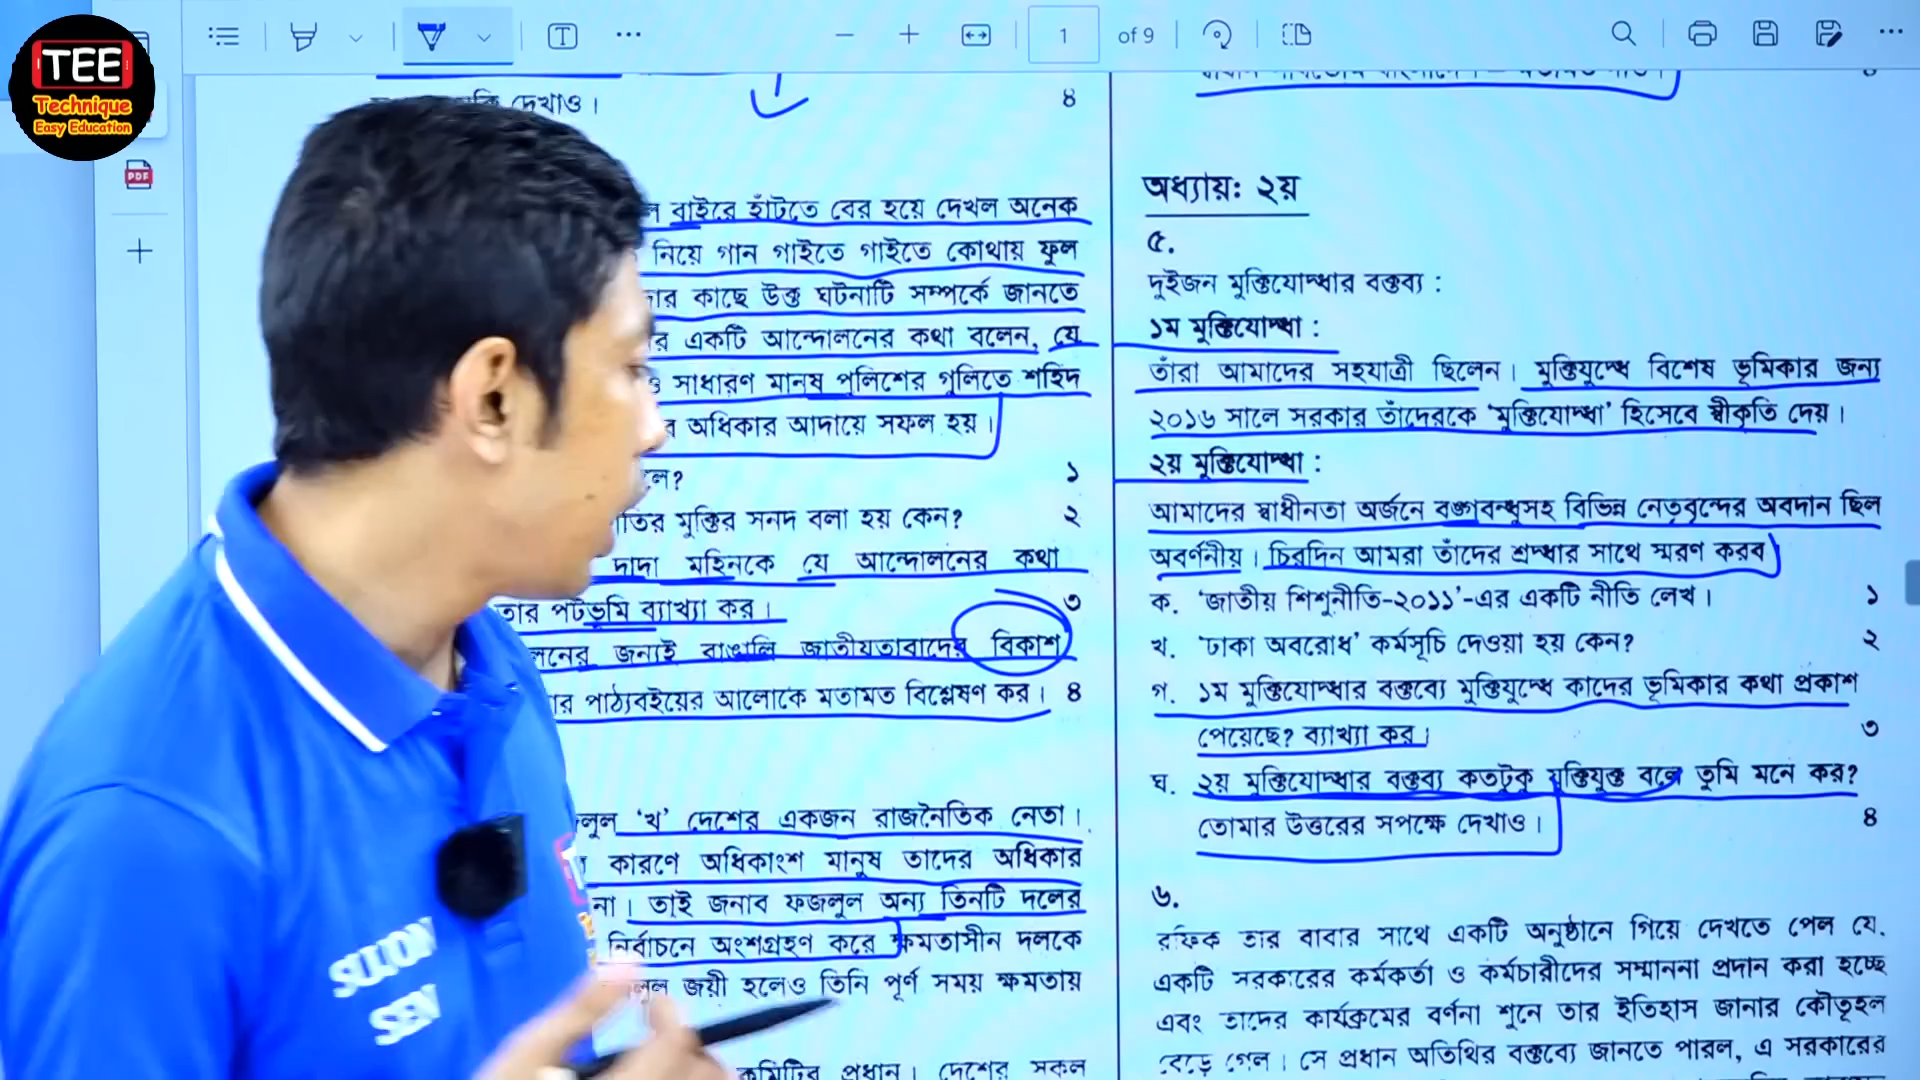 TEE
Technique
Easy Education
1 of 9
PDF
দেখাও। ৪
বাইরে হাঁটতে বের হয়ে দেখল অনেক
নিয়ে গান গাইতে গাইতে কোথায় ফুল
কাছে উক্ত ঘটনাটি সম্পর্কে জানতে
একটি আন্দোলনের কথা বলেন, যে
ও সাধারণ মানুষ পুলিশের গুলিতে শহিদ
অধিকার আদায়ে সফল হয়।
১
মুক্তির সনদ বলা হয় কেন? ২
দাদা মহিনকে যে আন্দোলনের কথা
তার পটভূমি ব্যাখ্যা কর। ৩
জন্যই বাঙালি জাতীয়তাবাদের বিকাশ
পাঠ্যবইয়ের আলোকে মতামত বিশ্লেষণ কর। ৪
'খ' দেশের একজন রাজনৈতিক নেতা।
কারণে অধিকাংশ মানুষ তাদের অধিকার
না। তাই জনাব ফজলুল অন্য তিনটি দলের
নির্বাচনে অংশগ্রহণ করে ক্ষমতাসীন দলকে
জয়ী হলেও তিনি পূর্ণ সময় ক্ষমতায়
কমিটির প্রধান। দেশের সকল
অধ্যায়: ২য়
৫.
দুইজন মুক্তিযোদ্ধার বক্তব্য :
১ম মুক্তিযোদ্ধা :
তাঁরা আমাদের সহযাত্রী ছিলেন। মুক্তিযুদ্ধে বিশেষ ভূমিকার জন্য
২০১৬ সালে সরকার তাঁদেরকে 'মুক্তিযোদ্ধা' হিসেবে স্বীকৃতি দেয়।
২য় মুক্তিযোদ্ধা :
আমাদের স্বাধীনতা অর্জনে বঙ্গবন্ধুসহ বিভিন্ন নেতৃবৃন্দের অবদান ছিল
অবর্ণনীয়। চিরদিন আমরা তাঁদের শ্রদ্ধার সাথে স্মরণ করব
ক. 'জাতীয় শিশুনীতি-২০১১'-এর একটি নীতি লেখ। ১
খ. 'ঢাকা অবরোধ' কর্মসূচি দেওয়া হয় কেন? ২
গ. ১ম মুক্তিযোদ্ধার বক্তব্যে মুক্তিযুদ্ধে কাদের ভূমিকার কথা প্রকাশ
পেয়েছে? ব্যাখ্যা কর। ৩
ঘ. ২য় মুক্তিযোদ্ধার বক্তব্য কতটুকু যুক্তিযুক্ত বলে তুমি মনে কর?
তোমার উত্তরের সপক্ষে দেখাও। ৪
৬.
রফিক তার বাবার সাথে একটি অনুষ্ঠানে গিয়ে দেখতে পেল যে,
একটি সরকারের কর্মকর্তা ও কর্মচারীদের সম্মাননা প্রদান করা হচ্ছে
এবং তাদের কার্যক্রমের বর্ণনা শুনে তার ইতিহাস জানার কৌতূহল
বেড়ে গেল। সে প্রধান অতিথির বক্তব্যে জানতে পারল, এ সরকারের
SUJON
SEN